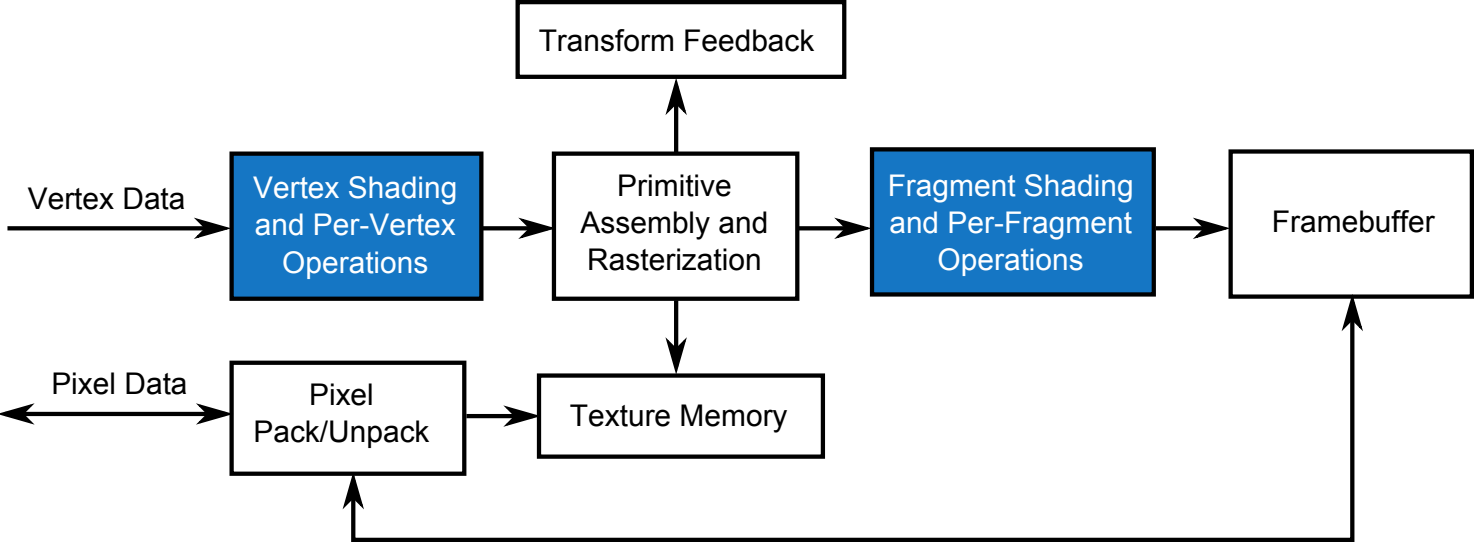 Transform Feedback
Vertex Data
Vertex Shading
and Per-Vertex
Operations
Primitive
Assembly and
Rasterization
Fragment Shading
and Per-Fragment
Operations
Framebuffer
Pixel Data
Pixel
Pack/Unpack
Texture Memory